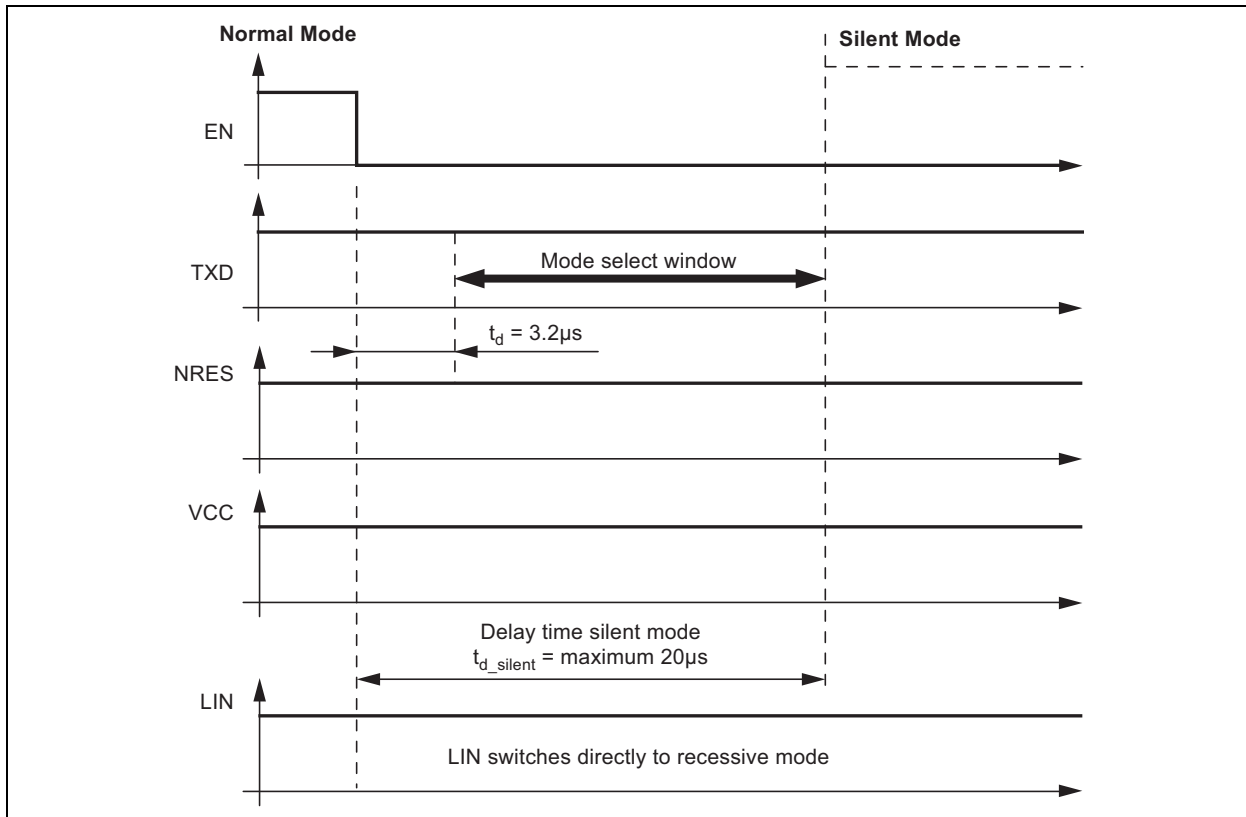 Normal Mode
Silent Mode
EN
TXD
Mode select window
t_d = 3.2µs
NRES
VCC
Delay time silent mode
t_d_silent = maximum 20µs
LIN
LIN switches directly to recessive mode